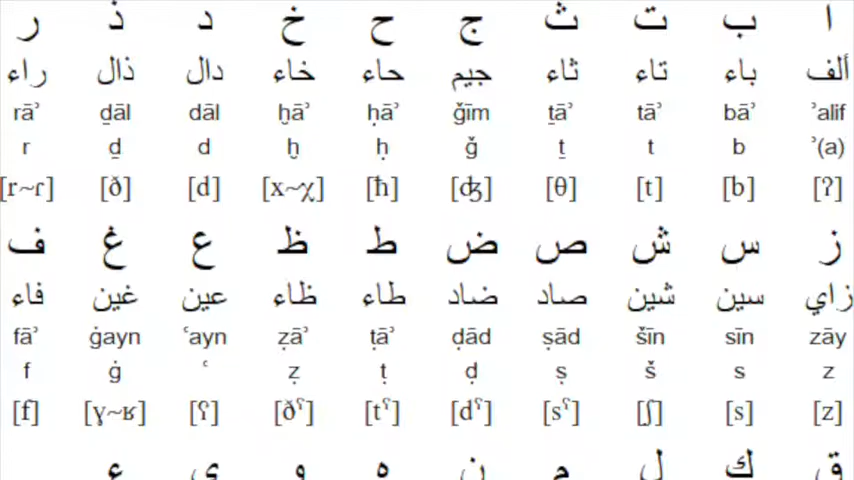 ا ب ت ث ج ح خ د ذ ر
ألف باء تاء ثاء جيم حاء خاء دال ذال راء
rāʾ ḏāl dāl ḫāʾ ḥāʾ ǧīm ṯāʾ tāʾ bāʾ ʾalif
r ḏ d ḫ ḥ ǧ ṯ t b ʾ(a)
[r~ɾ] [ð] [d] [x~χ] [ħ] [ʤ] [θ] [t] [b] [ʔ]
ز س ش ص ض ط ظ ع غ ف
زاي سين شين صاد ضاد طاء ظاء عين غين فاء
fāʾ ġayn ʿayn ẓāʾ ṭāʾ ḍād ṣād šīn sīn zāy
f ġ ʿ ẓ ṭ ḍ ṣ š s z
[f] [ɣ~ʁ] [ʕ] [ðˤ] [tˤ] [dˤ] [sˤ] [ʃ] [s] [z]
ق ك ل م ن ه و ي ء